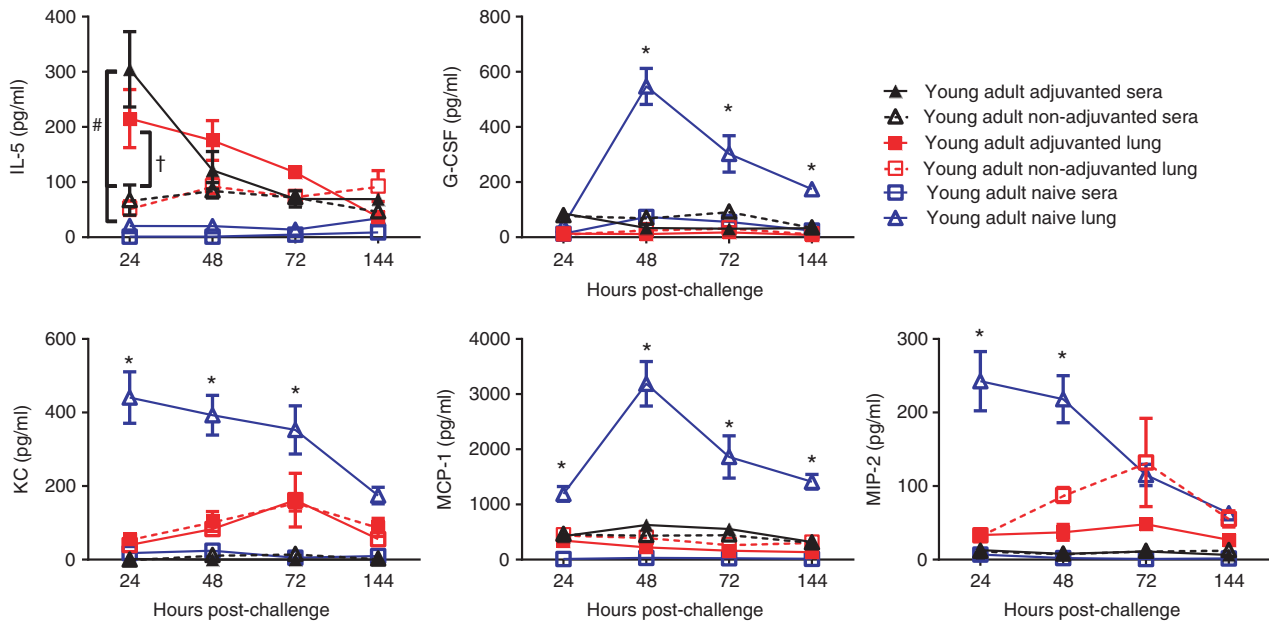 IL-5 (pg/ml)
400
300
200
100
0
#
†
24 48 72 144
G-CSF (pg/ml)
800
600
400
200
0
*
*
*
24 48 72 144
Hours post-challenge
Young adult adjuvanted sera
Young adult non-adjuvanted sera
Young adult adjuvanted lung
Young adult non-adjuvanted lung
Young adult naive sera
Young adult naive lung
KC (pg/ml)
600
400
200
0
*
*
*
24 48 72 144
Hours post-challenge
MCP-1 (pg/ml)
4000
3000
2000
1000
0
*
*
*
*
24 48 72 144
Hours post-challenge
MIP-2 (pg/ml)
300
200
100
0
*
*
24 48 72 144
Hours post-challenge